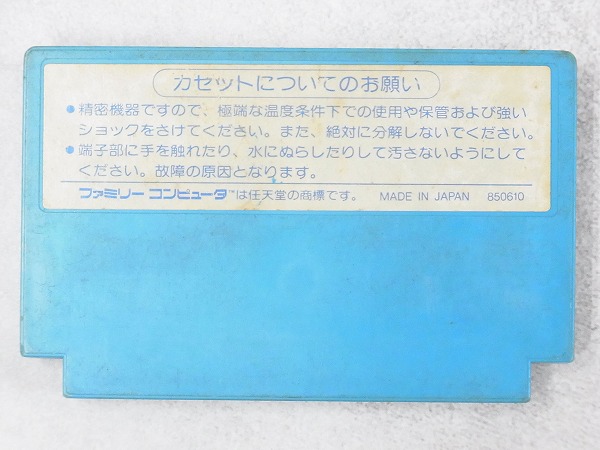 カセットについてのお願い
●精密機器ですので、極端な温度条件下での使用や保管および強い
ショックをさけてください。また、絶対に分解しないでください。
●端子部に手を触れたり、水にぬらしたりして汚さないようにして
ください。故障の原因となります。
ファミリーコンピュータ™は任天堂の商標です。 MADE IN JAPAN 850610